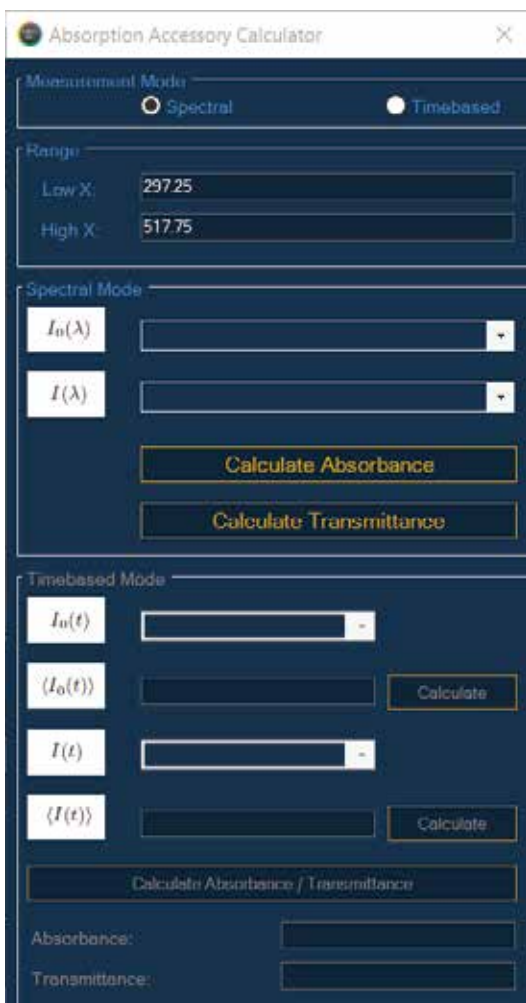 Absorption Accessory Calculator
Measurement Mode
Spectral Timebased
Range
Low X: 297.25
High X: 517.75
Spectral Mode
I₀(λ)
I(λ)
Calculate Absorbance
Calculate Transmittance
Timebased Mode
I₀(t)
⟨I₀(t)⟩ Calculate
I(t)
⟨I(t)⟩ Calculate
Calculate Absorbance / Transmittance
Absorbance:
Transmittance: